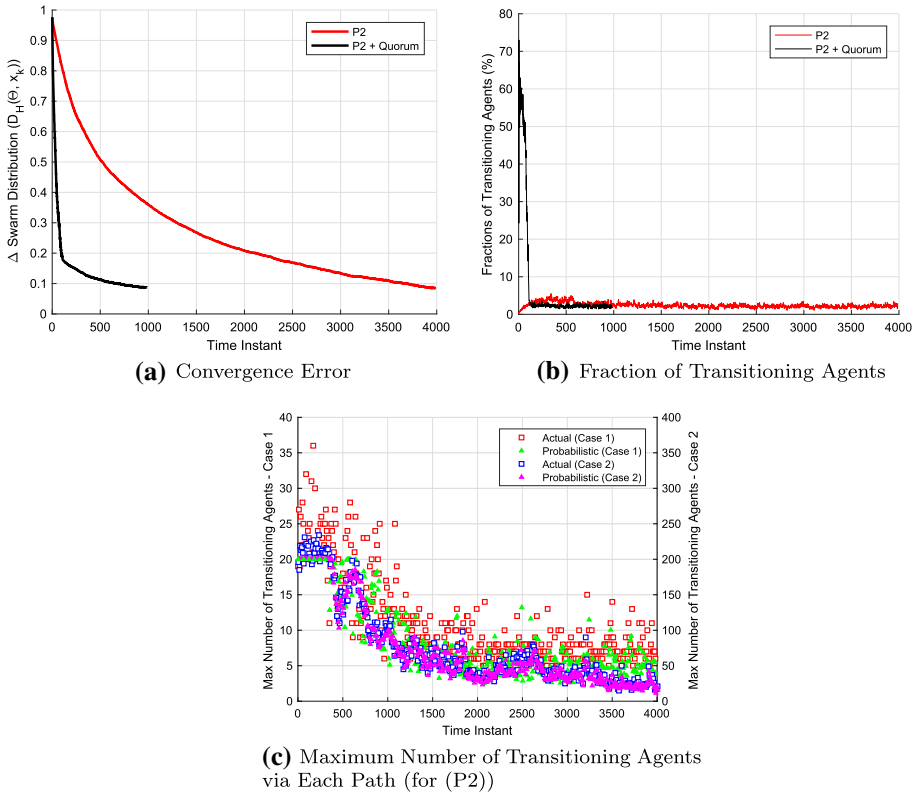 1
0.9
0.8
0.7
0.6
0.5
0.4
0.3
0.2
0.1
0
0 500 1000 1500 2000 2500 3000 3500 4000
Δ Swarm Distribution (D_H(Θ, x_k))
Time Instant
P2
P2 + Quorum
(a) Convergence Error
80
70
60
50
40
30
20
10
0
0 500 1000 1500 2000 2500 3000 3500 4000
Fractions of Transitioning Agents (%)
Time Instant
P2
P2 + Quorum
(b) Fraction of Transitioning Agents
40
35
30
25
20
15
10
5
0
Max Number of Transitioning Agents - Case 1
0 500 1000 1500 2000 2500 3000 3500 4000
Time Instant
400
350
300
250
200
150
100
50
0
Max Number of Transitioning Agents - Case 2
Actual (Case 1)
Probabilistic (Case 1)
Actual (Case 2)
Probabilistic (Case 2)
(c) Maximum Number of Transitioning Agents
via Each Path (for (P2))